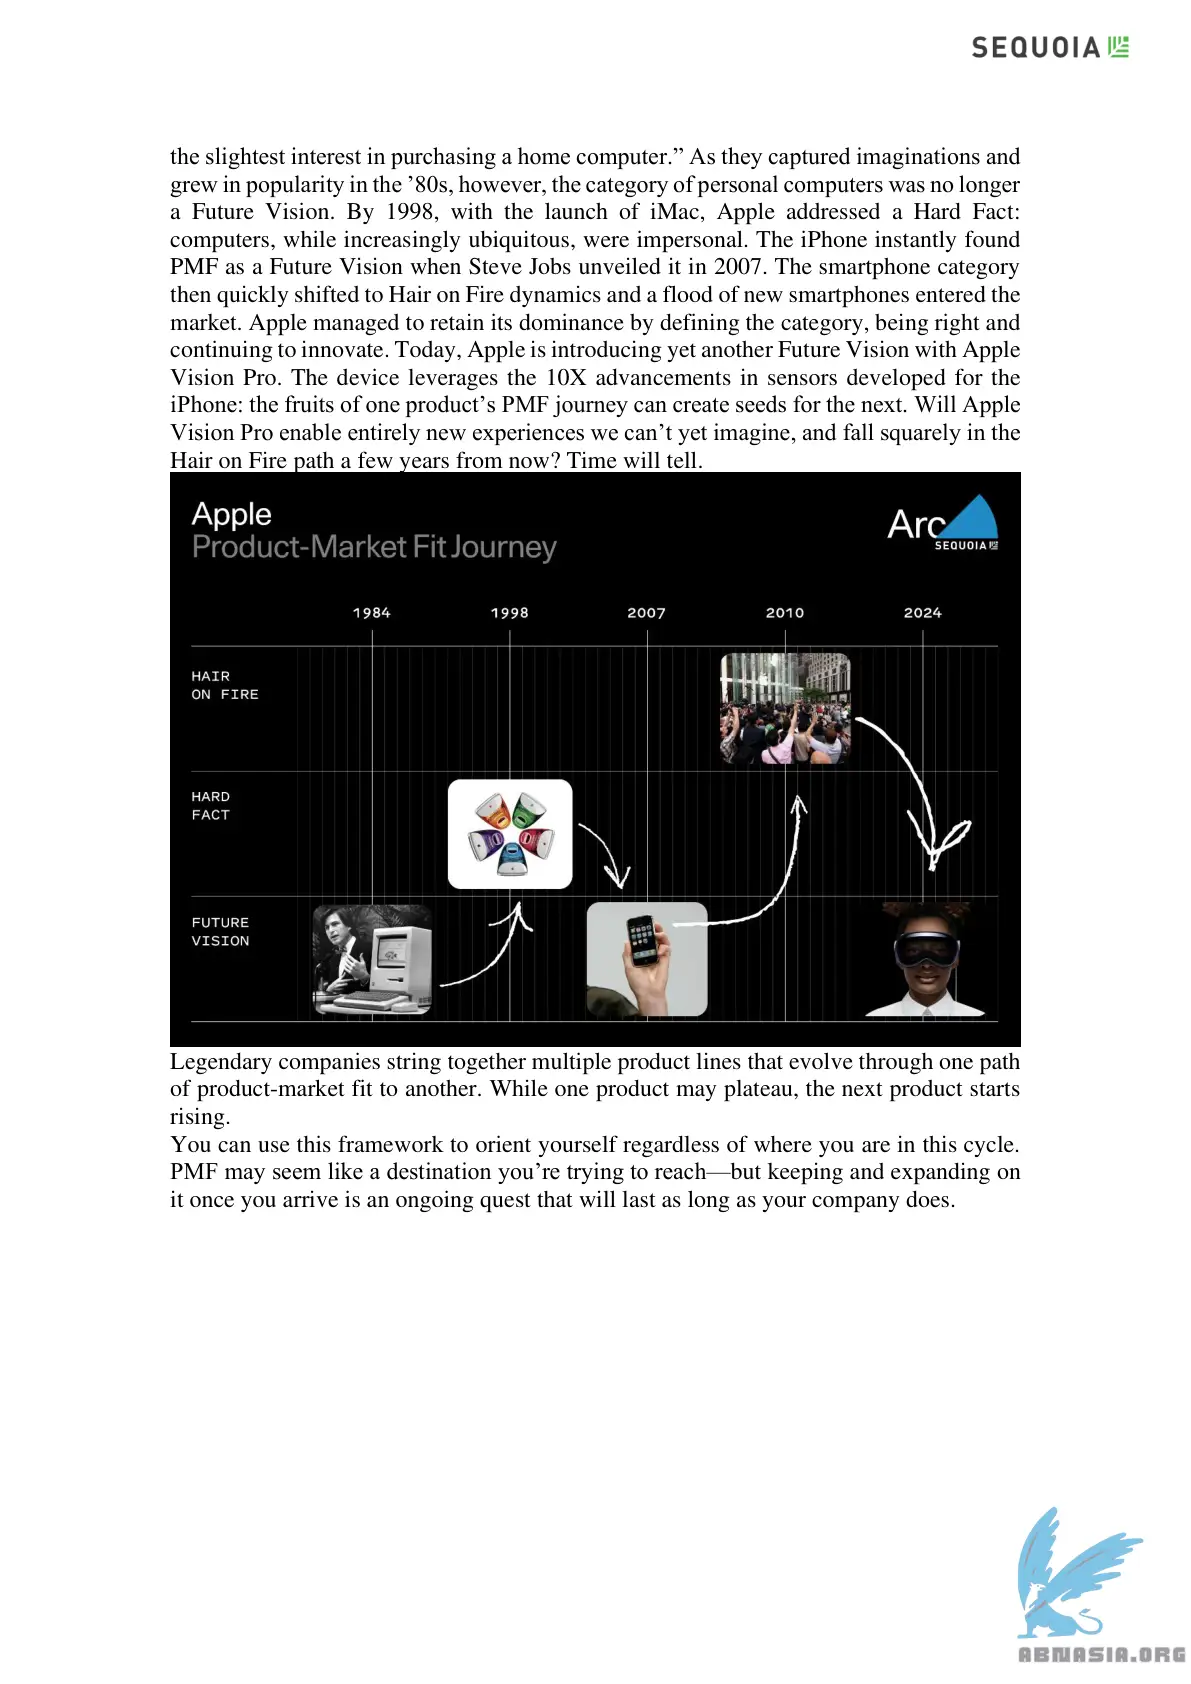 SEQUOIA
the slightest interest in purchasing a home computer.” As they captured imaginations and
grew in popularity in the ’80s, however, the category of personal computers was no longer
a Future Vision. By 1998, with the launch of iMac, Apple addressed a Hard Fact:
computers, while increasingly ubiquitous, were impersonal. The iPhone instantly found
PMF as a Future Vision when Steve Jobs unveiled it in 2007. The smartphone category
then quickly shifted to Hair on Fire dynamics and a flood of new smartphones entered the
market. Apple managed to retain its dominance by defining the category, being right and
continuing to innovate. Today, Apple is introducing yet another Future Vision with Apple
Vision Pro. The device leverages the 10X advancements in sensors developed for the
iPhone: the fruits of one product’s PMF journey can create seeds for the next. Will Apple
Vision Pro enable entirely new experiences we can’t yet imagine, and fall squarely in the
Hair on Fire path a few years from now? Time will tell.
Apple
Product-Market Fit Journey
Arc
SEQUOIA
1984 1998 2007 2010 2024
HAIR
ON FIRE
HARD
FACT
FUTURE
VISION
Legendary companies string together multiple product lines that evolve through one path
of product-market fit to another. While one product may plateau, the next product starts
rising.
You can use this framework to orient yourself regardless of where you are in this cycle.
PMF may seem like a destination you’re trying to reach—but keeping and expanding on
it once you arrive is an ongoing quest that will last as long as your company does.
ABNASIA.ORG